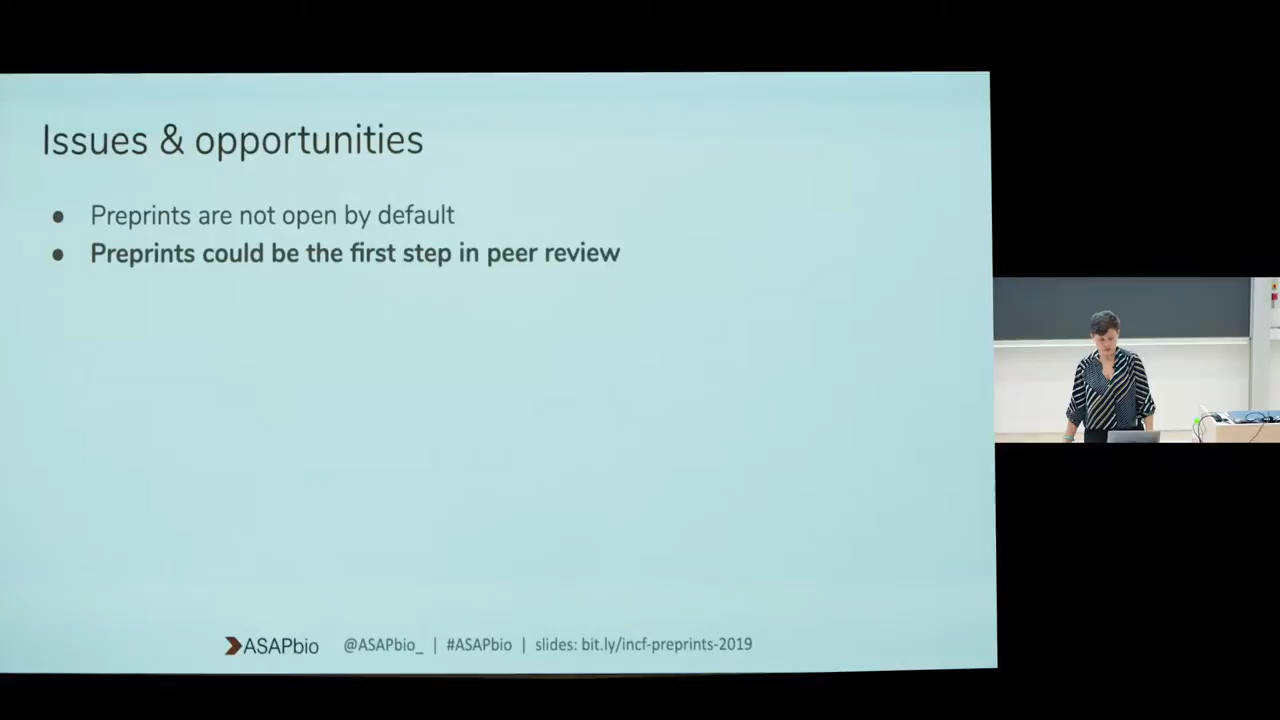 Issues & opportunities
● Preprints are not open by default
● Preprints could be the first step in peer review
ASAPbio @ASAPbio_ | #ASAPbio | slides: bit.ly/incf-preprints-2019